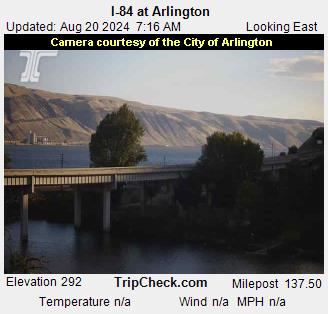 I-84 at Arlington
Updated: Aug 20 2024 7:16 AM Looking East
Camera courtesy of the City of Arlington
Elevation 292 TripCheck.com Milepost 137.50
Temperature n/a Wind n/a MPH n/a